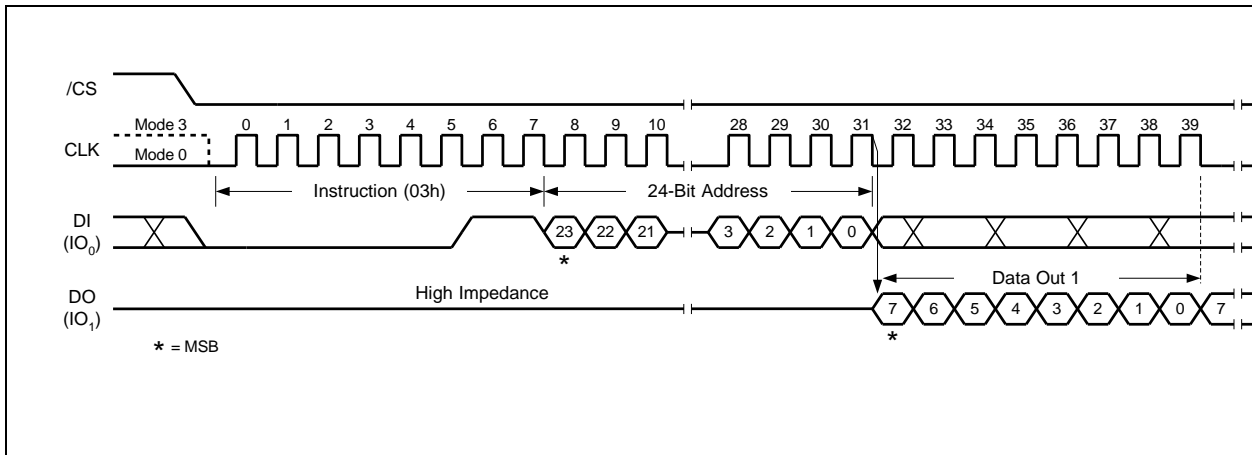 /CS
Mode 3
0 1 2 3 4 5 6 7 8 9 10 28 29 30 31 32 33 34 35 36 37 38 39
CLK
Mode 0
Instruction (03h)
24-Bit Address
DI
(IO0)
23 22 21 3 2 1 0
*
Data Out 1
High Impedance
DO
(IO1)
7 6 5 4 3 2 1 0 7
*
* = MSB